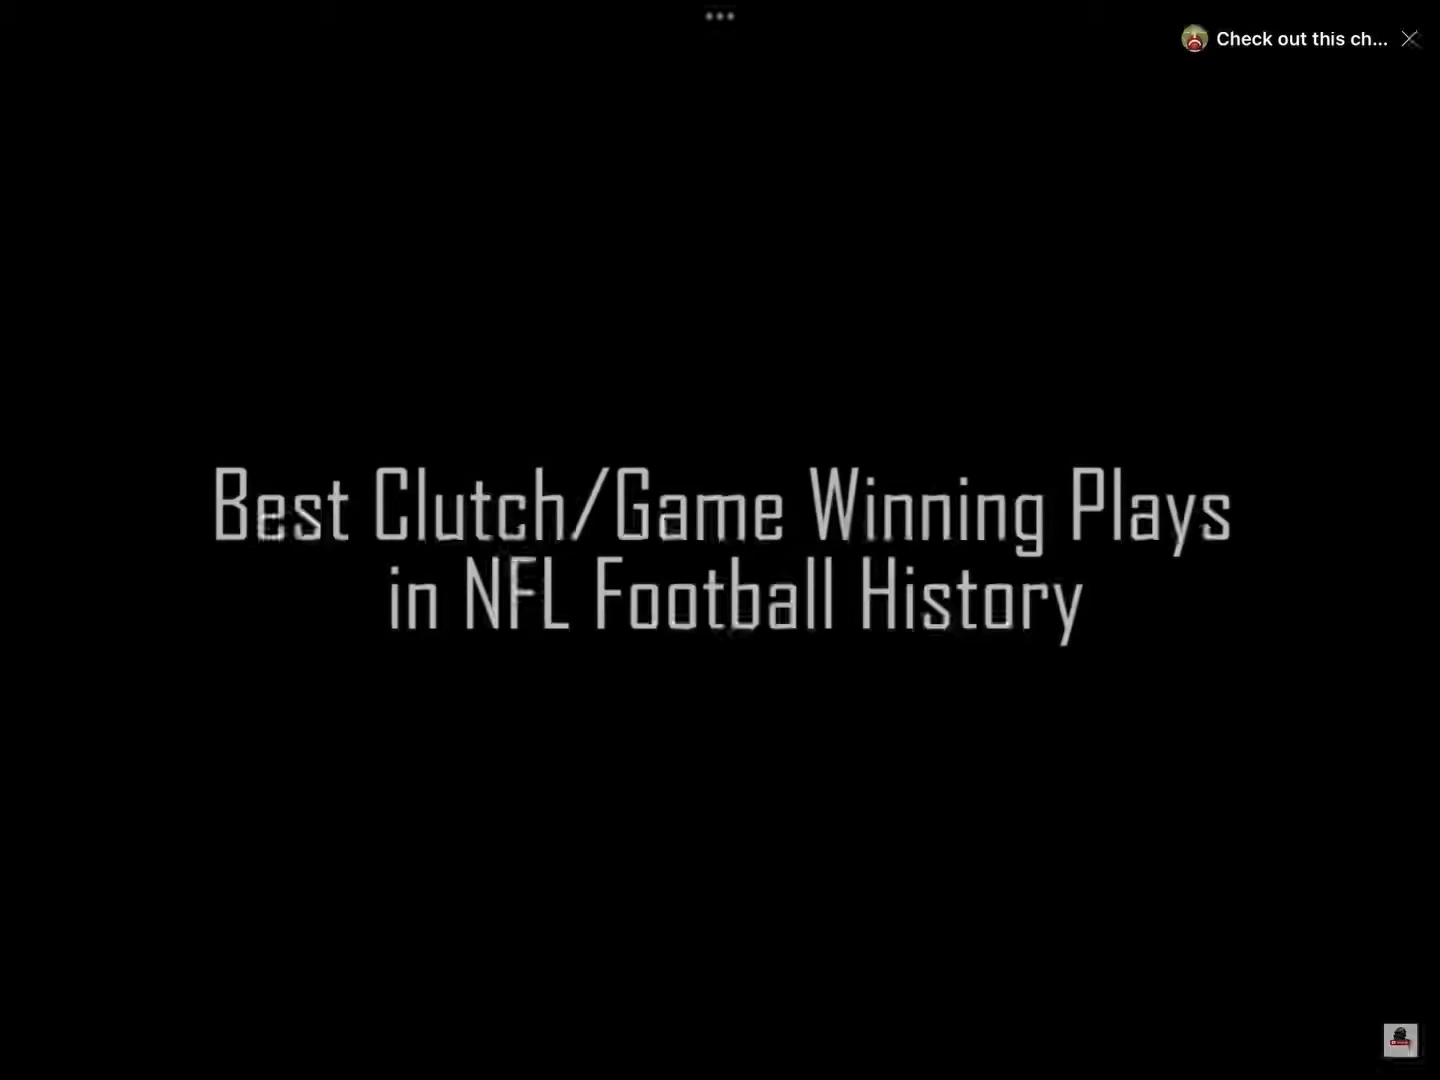 Check out this ch...
Best Clutch/Game Winning Plays
in NFL Football History